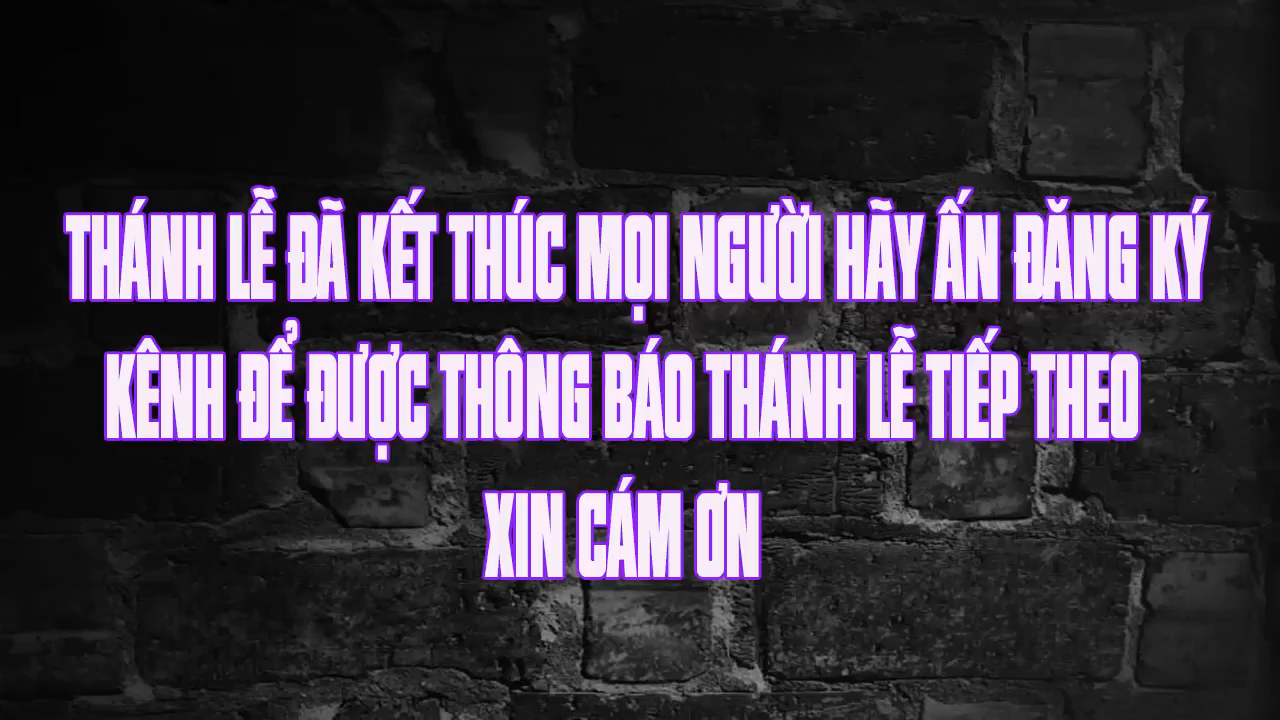 THÁNH LỄ ĐÃ KẾT THÚC MỌI NGƯỜI HÃY ẤN ĐĂNG KÝ
KÊNH ĐỂ ĐƯỢC THÔNG BÁO THÁNH LỄ TIẾP THEO
XIN CÁM ƠN